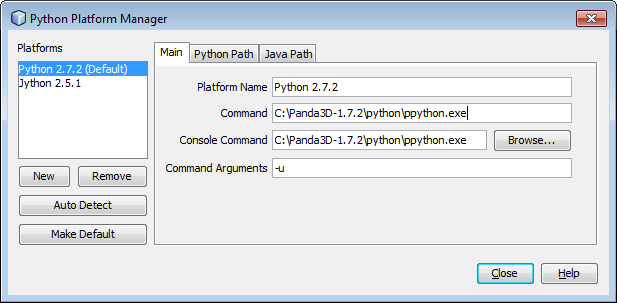 Python Platform Manager
Platforms
Python 2.7.2 (Default)
Jython 2.5.1
New Remove
Auto Detect
Make Default
Main Python Path Java Path
Platform Name Python 2.7.2
Command C:\Panda3D-1.7.2\python\ppython.exe
Console Command C:\Panda3D-1.7.2\python\ppython.exe Browse...
Command Arguments -u
Close Help